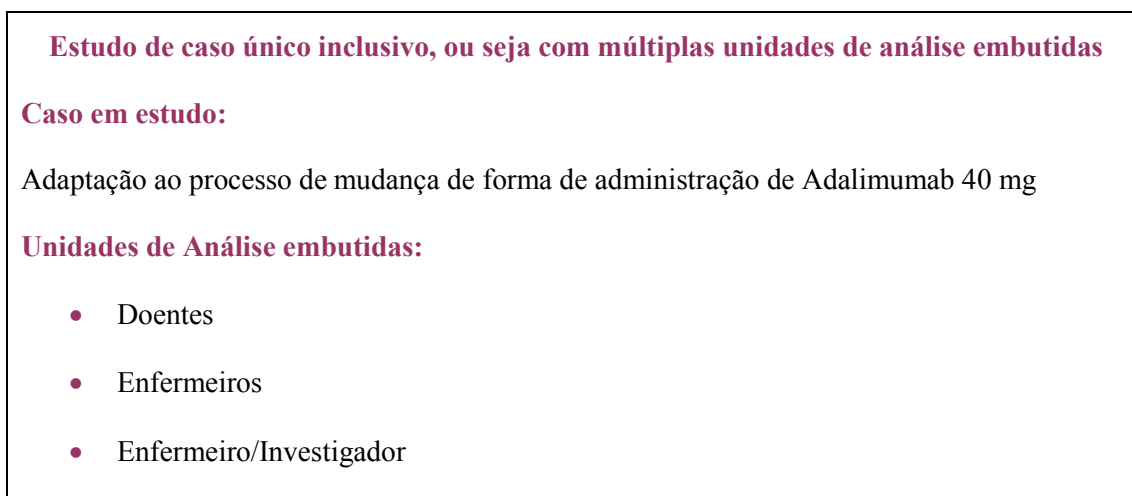 Estudo de caso único inclusivo, ou seja com múltiplas unidades de análise embutidas
Caso em estudo:
Adaptação ao processo de mudança de forma de administração de Adalimumab 40 mg
Unidades de Análise embutidas:
• Doentes
• Enfermeiros
• Enfermeiro/Investigador